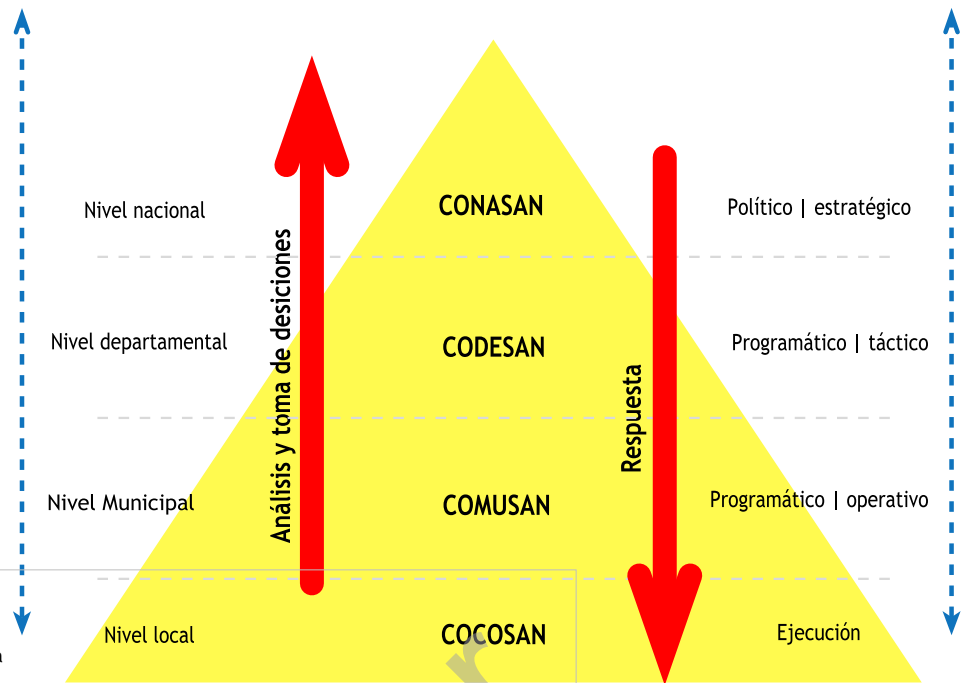 Nivel nacional
CONASAN
Político | estratégico
Análisis y toma de desiciones
Nivel departamental
CODESAN
Programático | táctico
Respuesta
Nivel Municipal
COMUSAN
Programático | operativo
Nivel local
COCOSAN
Ejecución